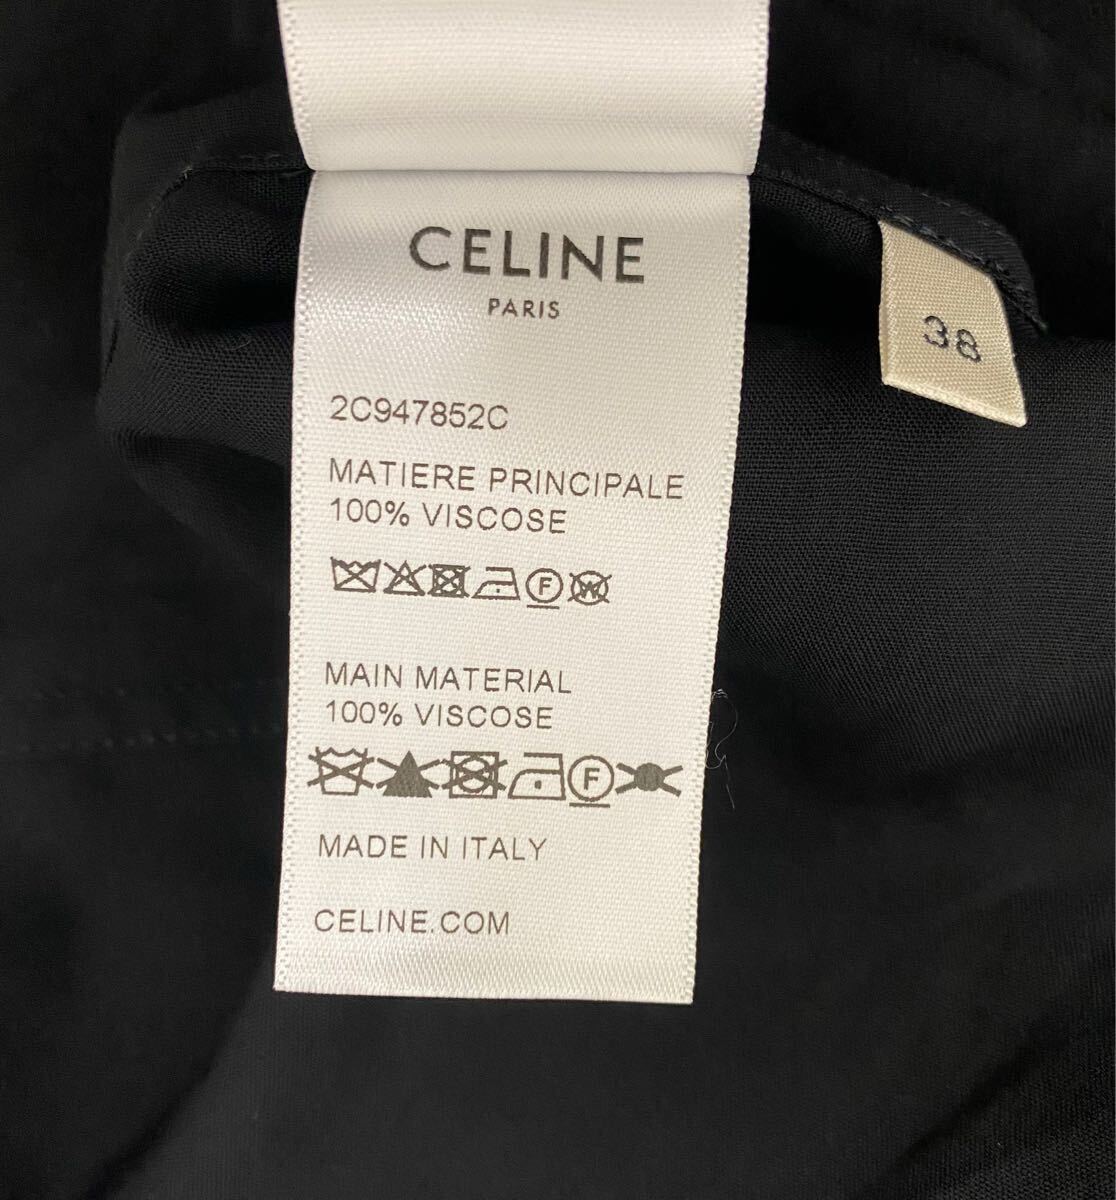 CELINE
PARIS
38
2C947852C
MATIERE PRINCIPALE
100% VISCOSE
F W
MAIN MATERIAL
100% VISCOSE
F
MADE IN ITALY
CELINE.COM